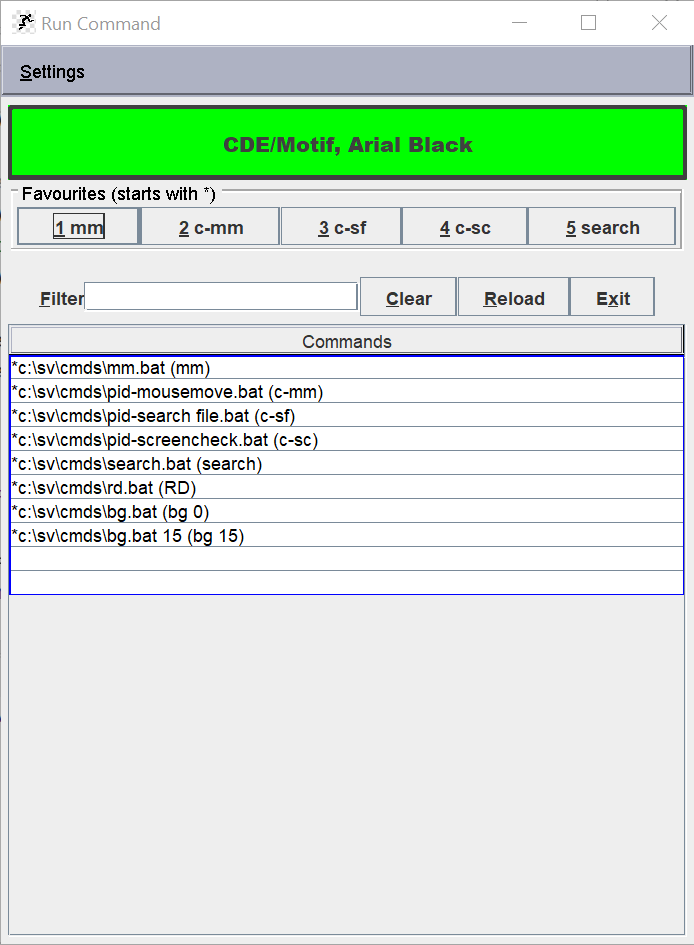 Run Command
Settings
CDE/Motif, Arial Black
Favourites (starts with *)
1 mm 2 c-mm 3 c-sf 4 c-sc 5 search
Filter Clear Reload Exit
Commands
*c:\sv\cmds\mm.bat (mm)
*c:\sv\cmds\pid-mousemove.bat (c-mm)
*c:\sv\cmds\pid-search file.bat (c-sf)
*c:\sv\cmds\pid-screencheck.bat (c-sc)
*c:\sv\cmds\search.bat (search)
*c:\sv\cmds\rd.bat (RD)
*c:\sv\cmds\bg.bat (bg 0)
*c:\sv\cmds\bg.bat 15 (bg 15)